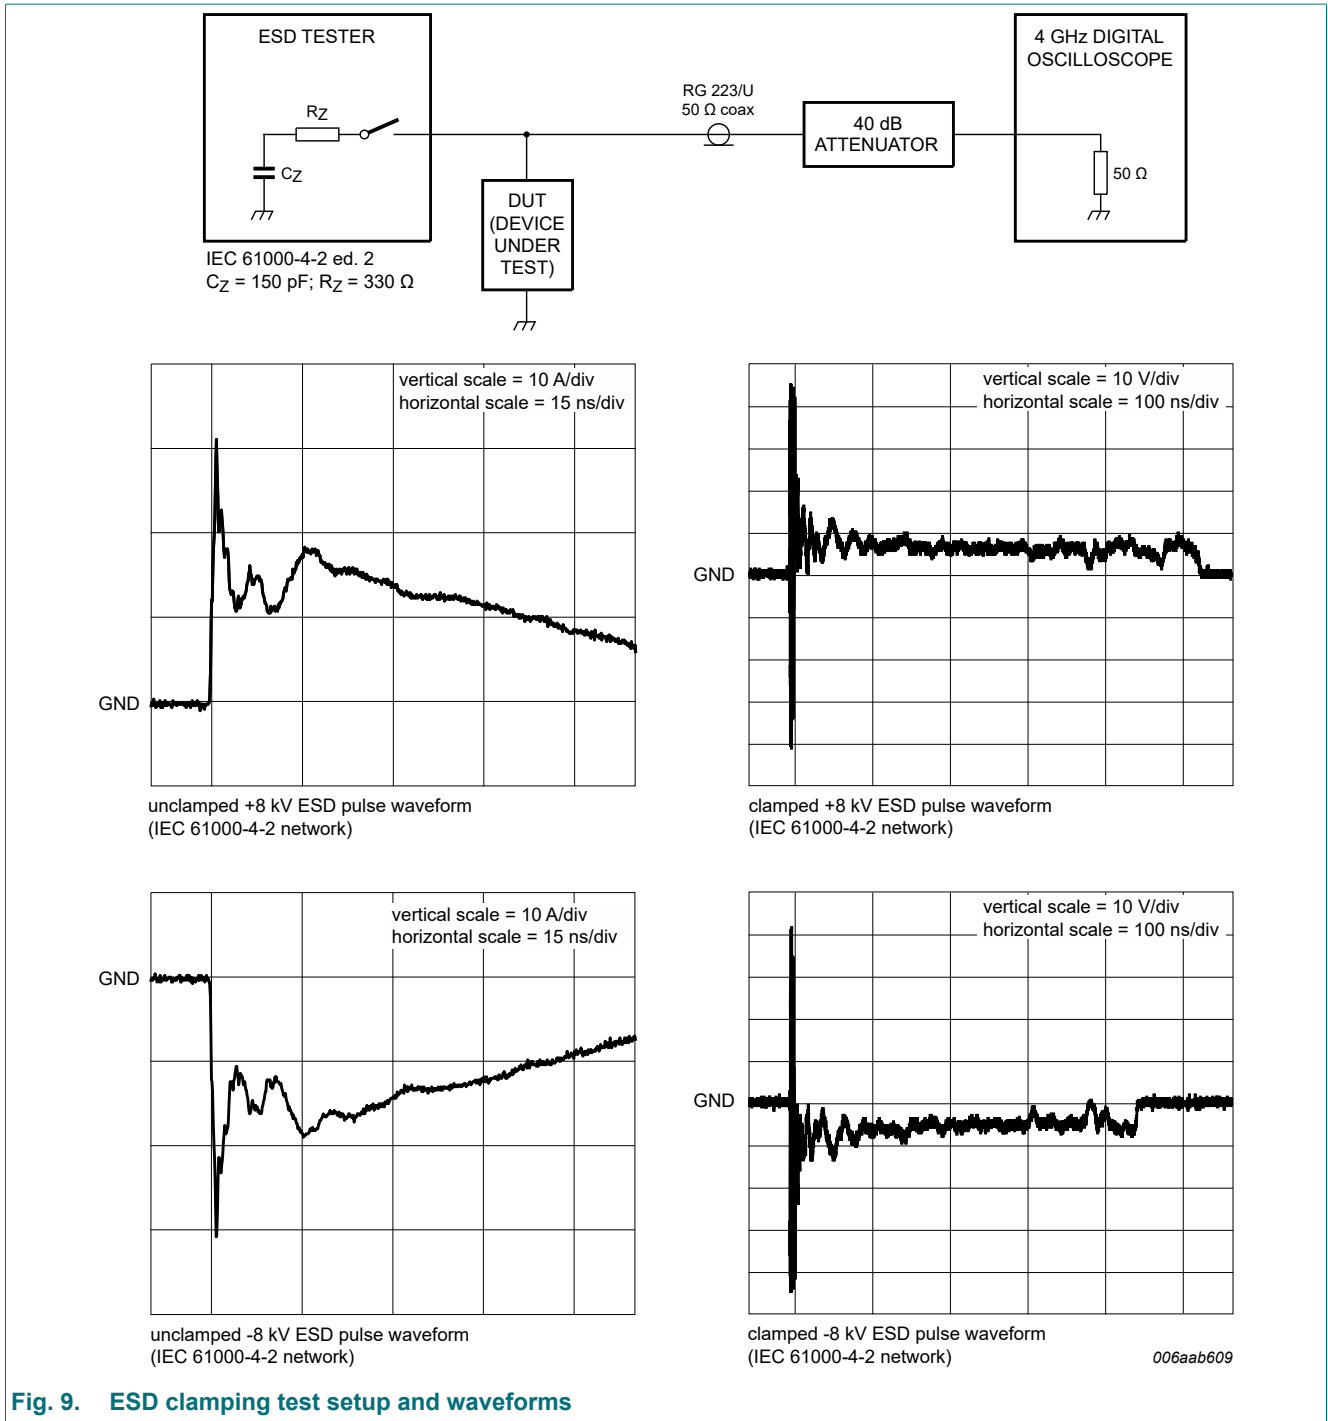 ESD TESTER
RZ
CZ
IEC 61000-4-2 ed. 2
CZ = 150 pF; RZ = 330 Ω
DUT
(DEVICE
UNDER
TEST)
RG 223/U
50 Ω coax
40 dB
ATTENUATOR
4 GHz DIGITAL
OSCILLOSCOPE
50 Ω
vertical scale = 10 A/div
horizontal scale = 15 ns/div
GND
unclamped +8 kV ESD pulse waveform
(IEC 61000-4-2 network)
vertical scale = 10 V/div
horizontal scale = 100 ns/div
GND
clamped +8 kV ESD pulse waveform
(IEC 61000-4-2 network)
vertical scale = 10 A/div
horizontal scale = 15 ns/div
GND
unclamped -8 kV ESD pulse waveform
(IEC 61000-4-2 network)
vertical scale = 10 V/div
horizontal scale = 100 ns/div
GND
clamped -8 kV ESD pulse waveform
(IEC 61000-4-2 network)
006aab609
Fig. 9. ESD clamping test setup and waveforms